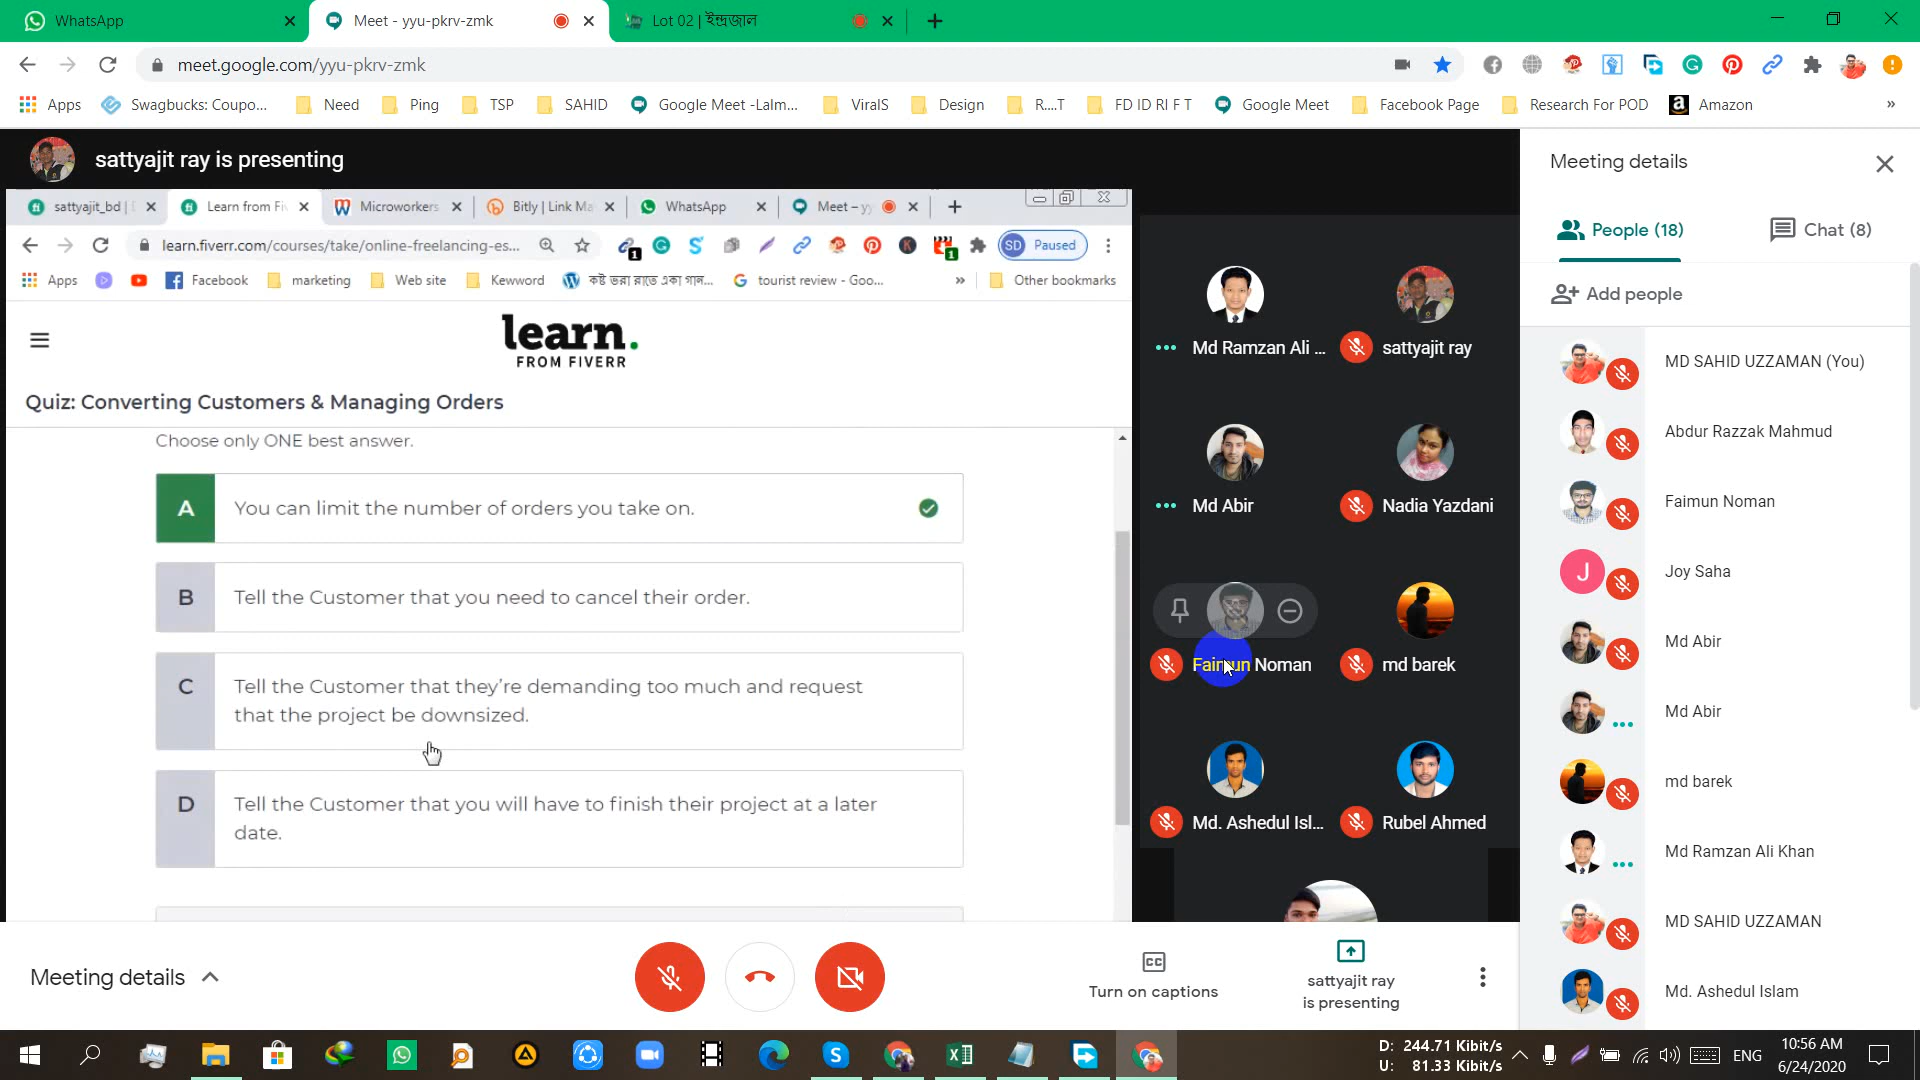 WhatsApp
Meet - yyu-pkrv-zmk
Lot 02 | ইন্দ্রজাল
meet.google.com/yyu-pkrv-zmk
Apps
Swagbucks: Coupo...
Need
Ping
TSP
SAHID
Google Meet -Lalm...
ViralS
Design
R....T
FD ID RI F T
Google Meet
Facebook Page
Research For POD
Amazon
»
sattyajit ray is presenting
sattyajit_bd |
Learn from Fi
Microworkers
Bitly | Link Ma
WhatsApp
Meet – yy
learn.fiverr.com/courses/take/online-freelancing-es...
SD Paused
Apps
Facebook
marketing
Web site
Kewword
কষ্ট ভরা রাতে একা গান...
tourist review - Goo...
»
Other bookmarks
learn.
FROM FIVERR
Quiz: Converting Customers & Managing Orders
Choose only ONE best answer.
A You can limit the number of orders you take on.
B Tell the Customer that you need to cancel their order.
C Tell the Customer that they're demanding too much and request
that the project be downsized.
D Tell the Customer that you will have to finish their project at a later
date.
Md Ramzan Ali ...
sattyajit ray
Md Abir
Nadia Yazdani
Faimun Noman
md barek
Md. Ashedul Isl...
Rubel Ahmed
Meeting details
People (18)
Chat (8)
Add people
MD SAHID UZZAMAN (You)
Abdur Razzak Mahmud
Faimun Noman
J Joy Saha
Md Abir
Md Abir
md barek
Md Ramzan Ali Khan
MD SAHID UZZAMAN
Md. Ashedul Islam
Meeting details
Turn on captions
sattyajit ray
is presenting
D: 244.71 Kibit/s
U: 81.33 Kibit/s
ENG
10:56 AM
6/24/2020